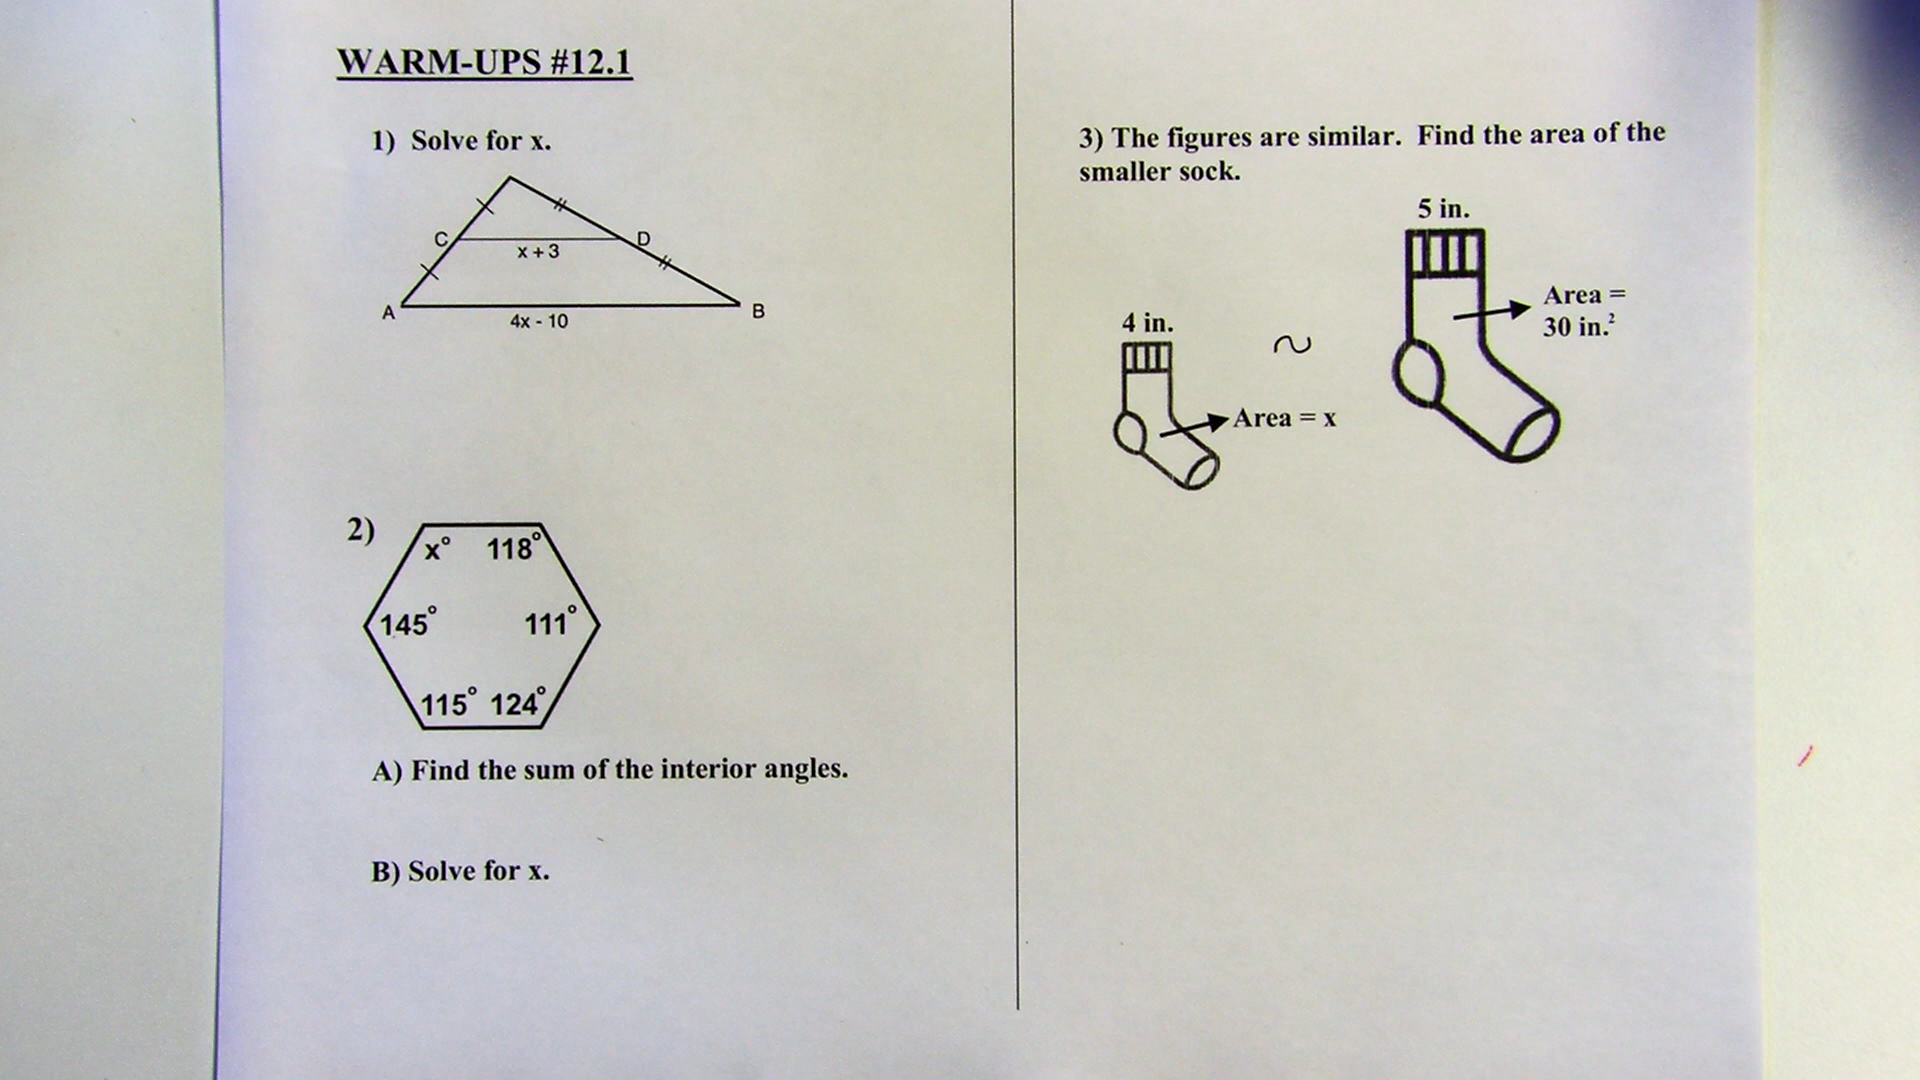 WARM-UPS #12.1
1) Solve for x.
C
D
x + 3
A
B
4x - 10
2)
x° 118°
145° 111°
115° 124°
A) Find the sum of the interior angles.
B) Solve for x.
3) The figures are similar. Find the area of the
smaller sock.
5 in.
Area =
30 in.²
4 in.
~
Area = x